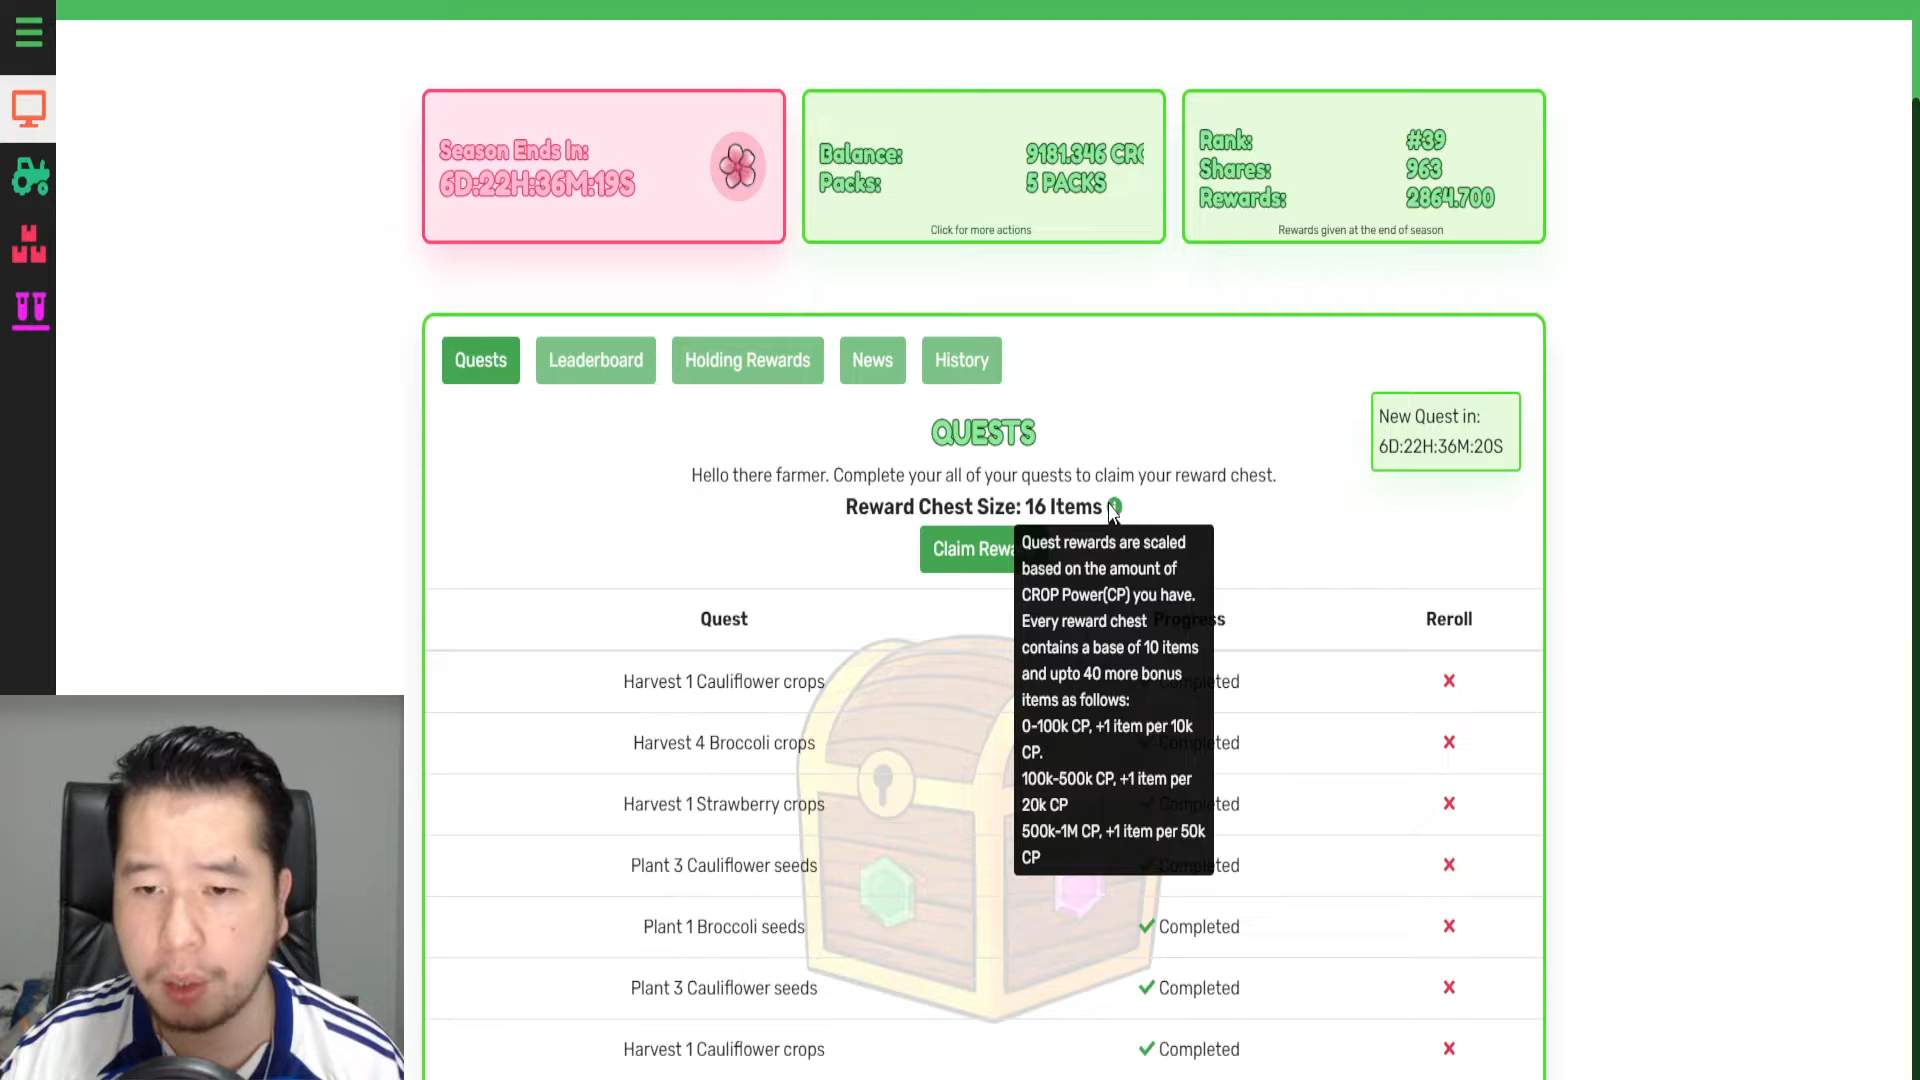 Season Ends In:
6D:22H:36M:19S
Balance: 9181.346 CRO
Packs: 5 PACKS
Click for more actions
Rank: #39
Shares: 963
Rewards: 2864.700
Rewards given at the end of season
Quests Leaderboard Holding Rewards News History
New Quest in:
6D:22H:36M:20S
QUESTS
Hello there farmer. Complete your all of your quests to claim your reward chest.
Reward Chest Size: 16 Items
Claim Rewa
Quest rewards are scaled
based on the amount of
CROP Power(CP) you have.
Every reward chest
contains a base of 10 items
and upto 40 more bonus
items as follows:
0-100k CP, +1 item per 10k
CP.
100k-500k CP, +1 item per
20k CP
500k-1M CP, +1 item per 50k
CP
Quest Progress Reroll
Harvest 1 Cauliflower crops Completed
Harvest 4 Broccoli crops Completed
Harvest 1 Strawberry crops Completed
Plant 3 Cauliflower seeds Completed
Plant 1 Broccoli seeds Completed
Plant 3 Cauliflower seeds Completed
Harvest 1 Cauliflower crops Completed